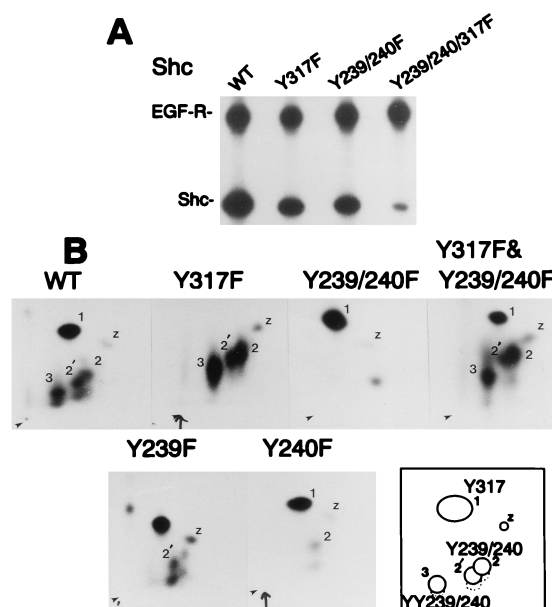 A
Shc
WT Y317F Y239/240F Y239/240/317F
EGF-R-
Shc-
B
WT Y317F Y239/240F Y317F& Y239/240F
1 z 2' 2 3
z 2' 2 3
1 z
1 2' 2 z 3
Y239F Y240F
z 2'
1 z 2
Y317
1
z
Y239/240
3 2' 2
YY239/240